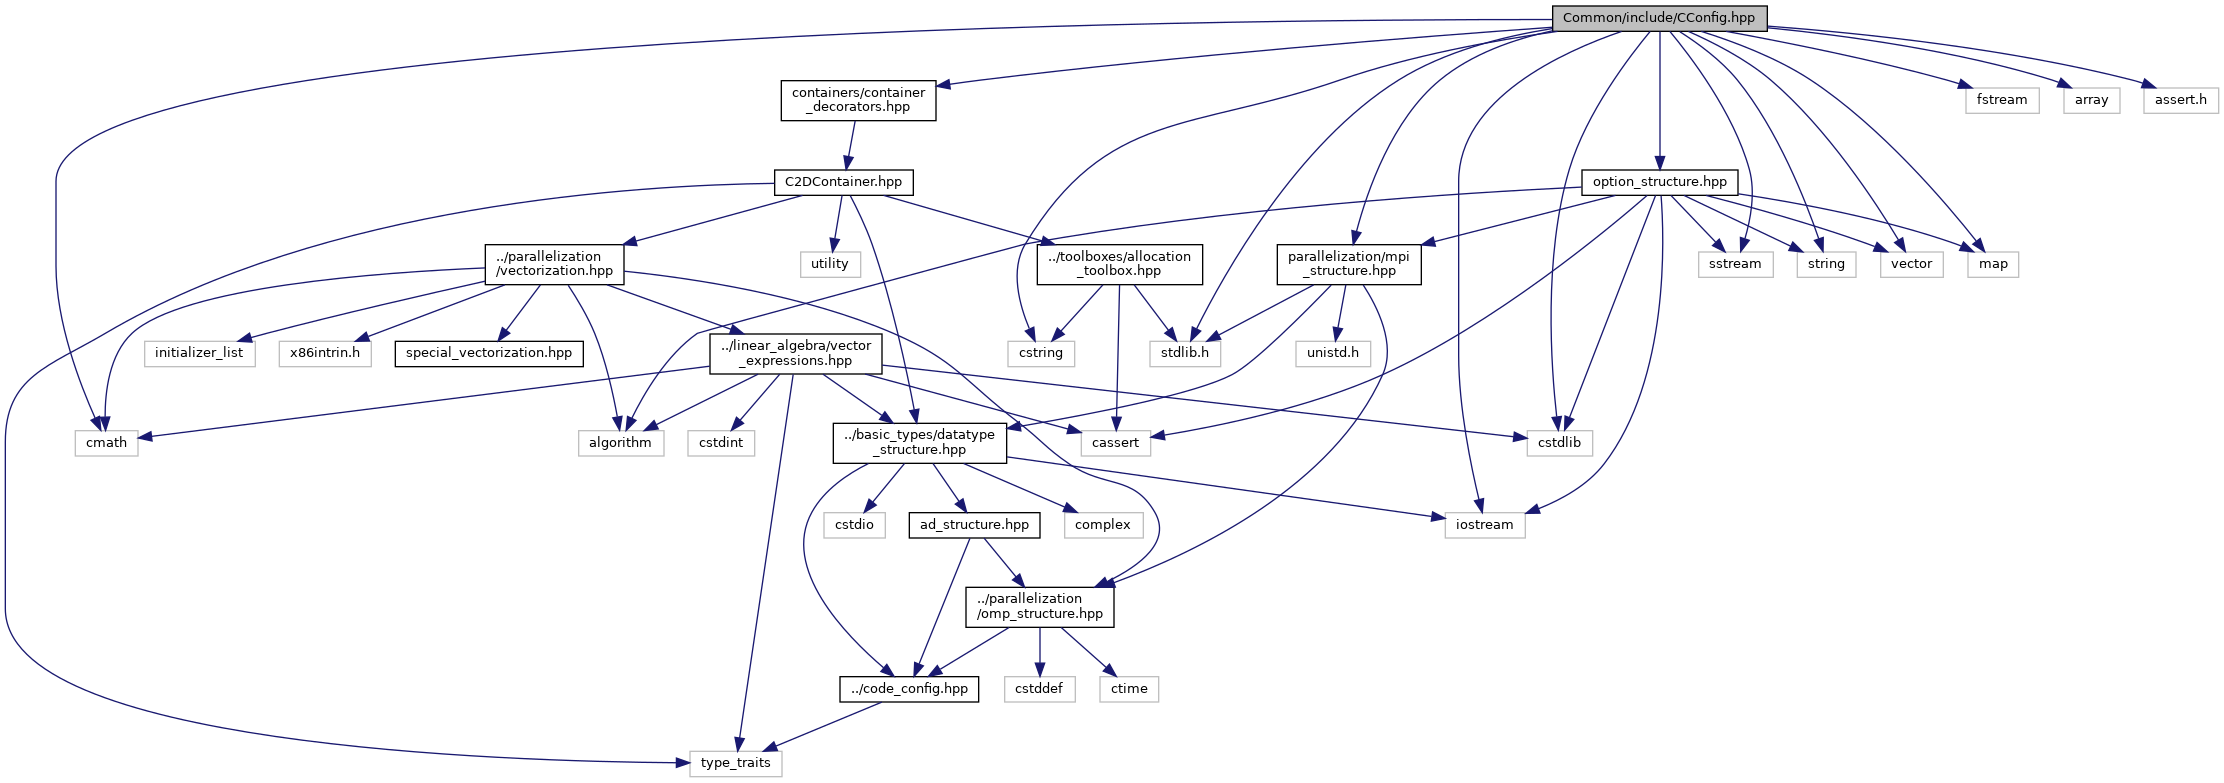 Common/include/CConfig.hpp
containers/container
_decorators.hpp
fstream
array
assert.h
C2DContainer.hpp
option_structure.hpp
../parallelization
/vectorization.hpp
utility
../toolboxes/allocation
_toolbox.hpp
parallelization/mpi
_structure.hpp
sstream
string
vector
map
initializer_list
x86intrin.h
special_vectorization.hpp
../linear_algebra/vector
_expressions.hpp
cstring
stdlib.h
unistd.h
cmath
algorithm
cstdint
../basic_types/datatype
_structure.hpp
cassert
cstdlib
cstdio
ad_structure.hpp
complex
iostream
../parallelization
/omp_structure.hpp
../code_config.hpp
cstddef
ctime
type_traits